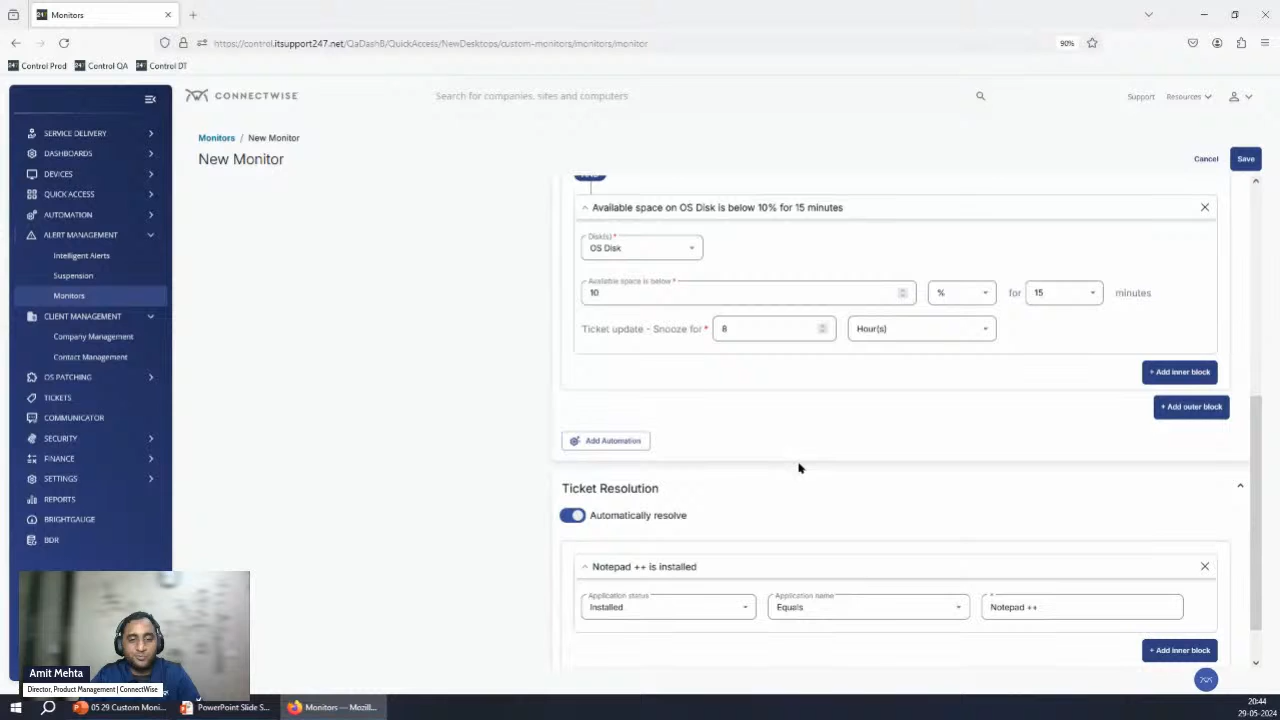 Monitors
https://control.itsupport247.net/QaDashB/QuickAccess/NewDesktops/custom-monitors/monitors/monitor
90%
Control Prod
Control QA
Control DT
CONNECTWISE
Search for companies, sites and computers
Support
Resources
SERVICE DELIVERY
DASHBOARDS
DEVICES
QUICK ACCESS
AUTOMATION
ALERT MANAGEMENT
Intelligent Alerts
Suspension
Monitors
CLIENT MANAGEMENT
Company Management
Contact Management
OS PATCHING
TICKETS
COMMUNICATOR
SECURITY
FINANCE
SETTINGS
REPORTS
BRIGHTGAUGE
BDR
Monitors / New Monitor
New Monitor
Cancel
Save
Available space on OS Disk is below 10% for 15 minutes
Disk(s) *
OS Disk
Available space is below *
10
%
for
15
minutes
Ticket update - Snooze for *
8
Hour(s)
+ Add inner block
+ Add outer block
Add Automation
Ticket Resolution
Automatically resolve
Notepad ++ is installed
Application status
Installed
Application name
Equals
*
Notepad ++
+ Add inner block
Amit Mehta
Director, Product Management | ConnectWise
05 29 Custom Moni...
PowerPoint Slide S...
Monitors — Mozill...
20:44
29-05-2024